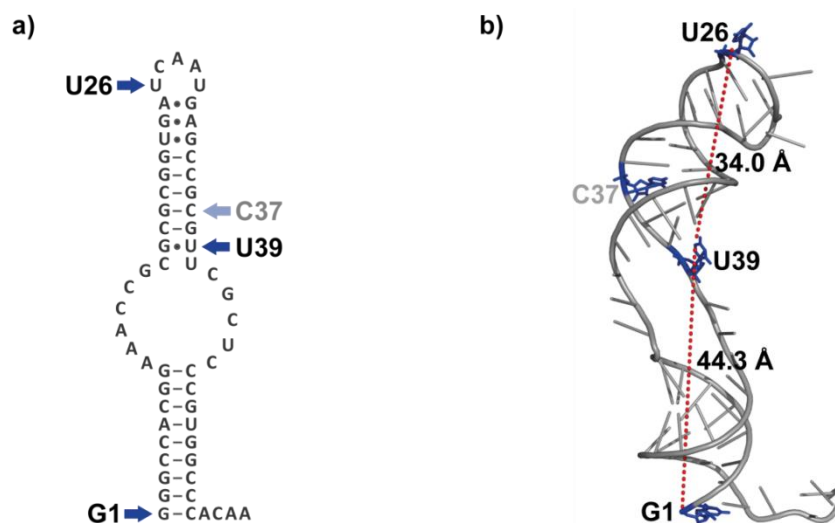 a)
b)
U26
C A A
U U
A • G
G • A
U • G
G – C
G – C
C – G
G – C
C – G
G • U
C U
C37
U39
G
C
C
A
A
A
C
G
C
U
C
G – C
G – C
C – G
A – U
C – G
C – G
G – C
G – C
G – CACAA
G1
U26
34.0 Å
C37
U39
44.3 Å
G1